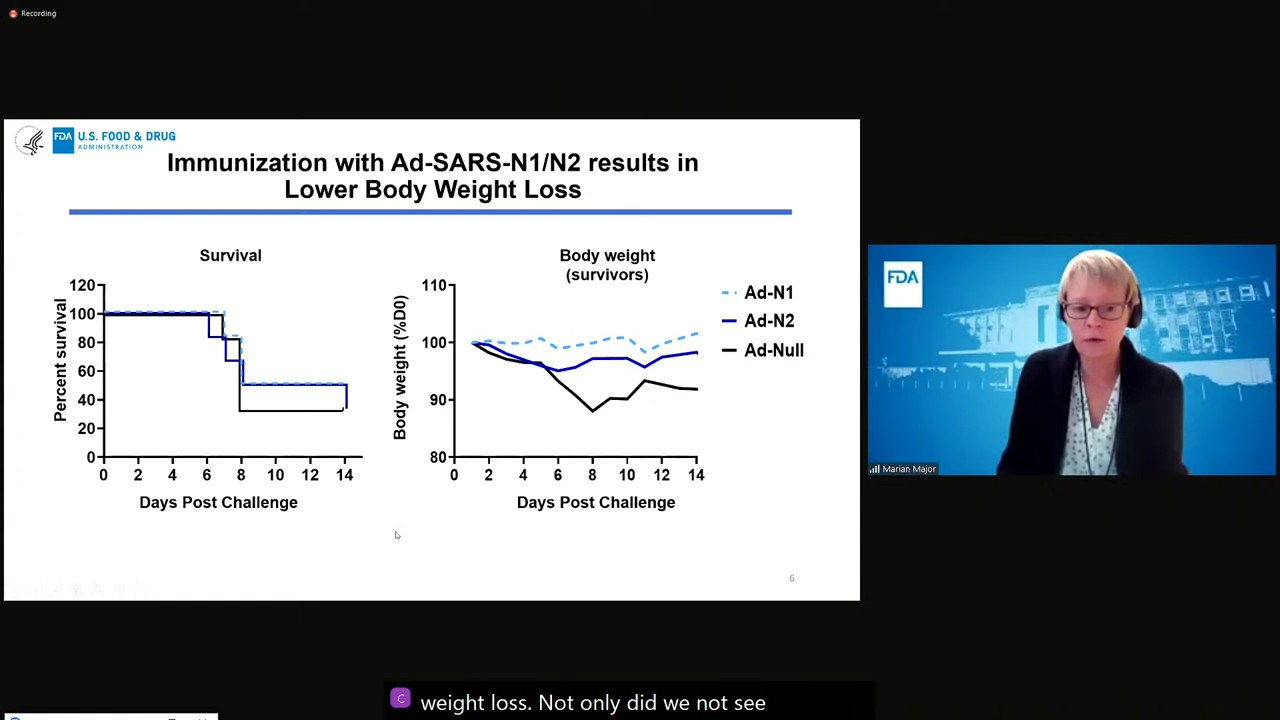 Recording
FDA U.S. FOOD & DRUG
ADMINISTRATION
Immunization with Ad-SARS-N1/N2 results in
Lower Body Weight Loss
Survival
Percent survival
120
100
80
60
40
20
0
0 2 4 6 8 10 12 14
Days Post Challenge
Body weight
(survivors)
Body weight (%D0)
110
100
90
80
0 2 4 6 8 10 12 14
Days Post Challenge
Ad-N1
Ad-N2
Ad-Null
6
FDA
Marian Major
C
weight loss. Not only did we not see